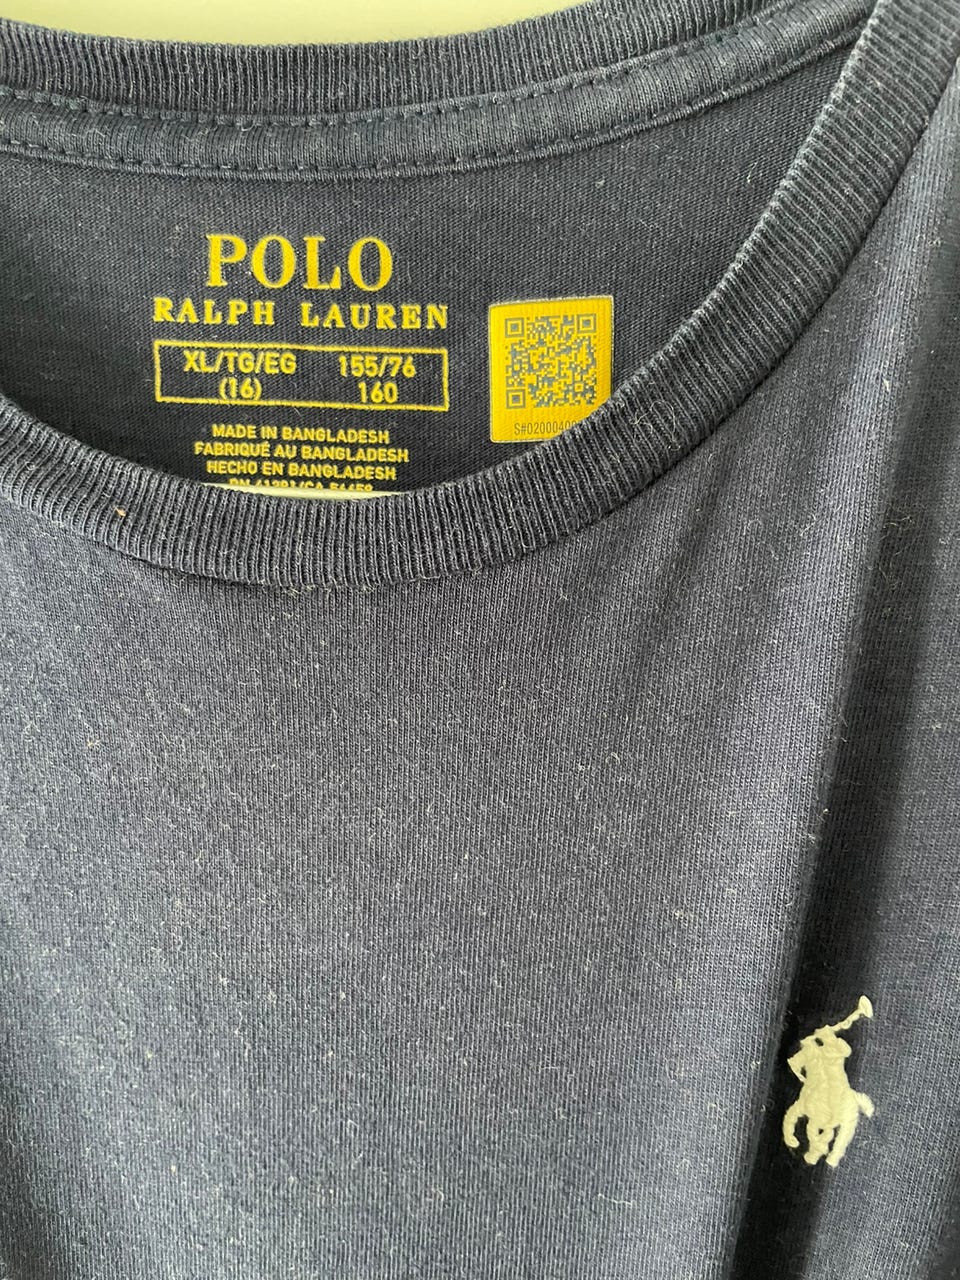 POLO
RALPH LAUREN
XL/TG/EG 155/76
(16) 160
S#0200040
MADE IN BANGLADESH
FABRIQUÉ AU BANGLADESH
HECHO EN BANGLADESH